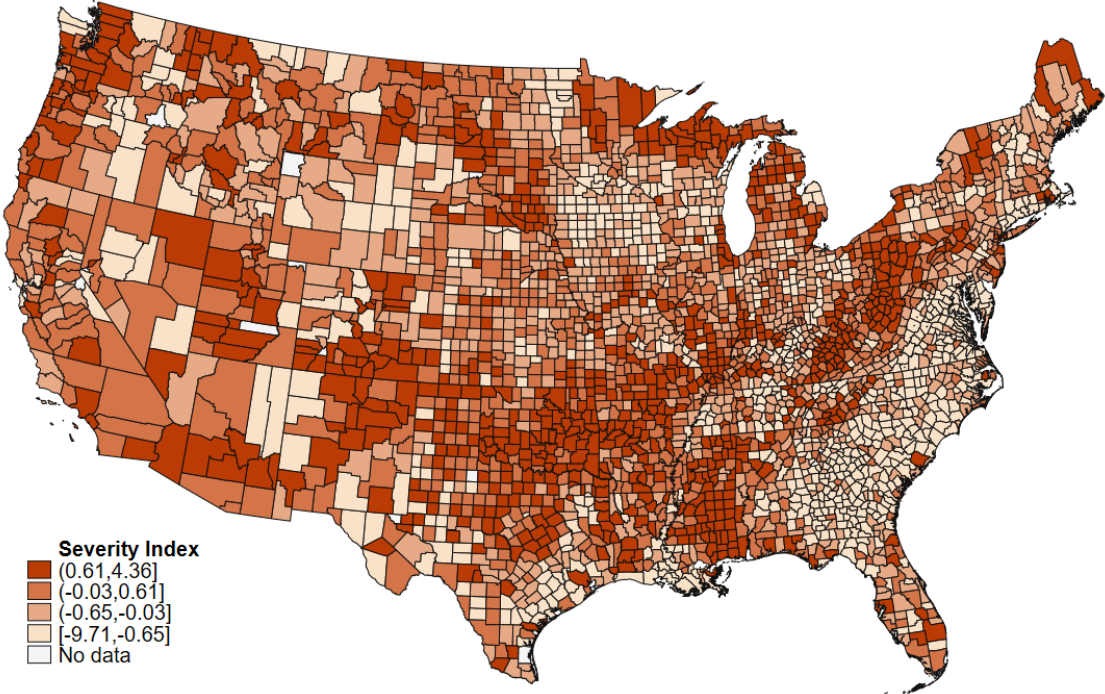 Severity Index
(0.61,4.36]
(-0.03,0.61]
(-0.65,-0.03]
[-9.71,-0.65]
No data